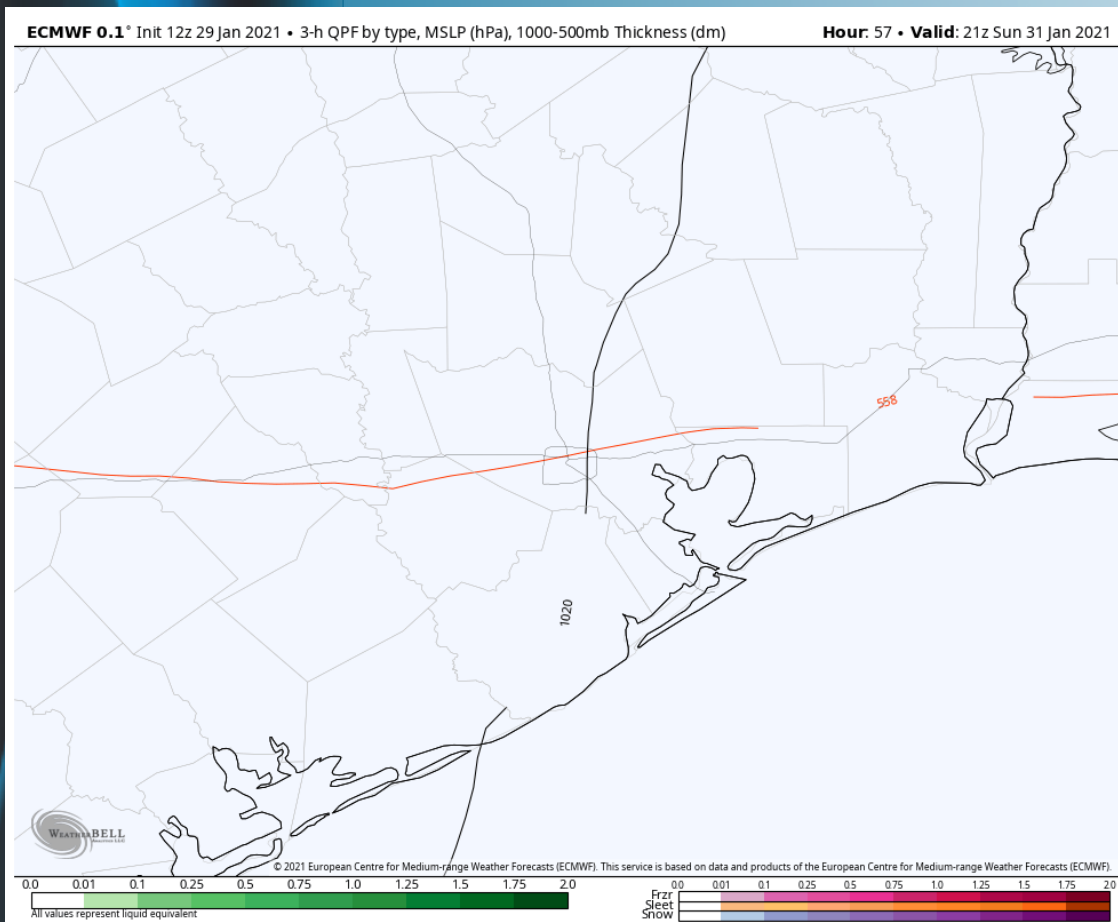 ECMWF 0.1° Init 12z 29 Jan 2021 • 3-h QPF by type, MSLP (hPa), 1000-500mb Thickness (dm) Hour: 57 • Valid: 21z Sun 31 Jan 2021
558
1020
WEATHERBELL
© 2021 European Centre for Medium-range Weather Forecasts (ECMWF). This service is based on data and products of the European Centre for Medium-range Weather Forecasts (ECMWF).
0.0 0.01 0.1 0.25 0.5 0.75 1.0 1.25 1.5 1.75 2.0
All values represent liquid equivalent
0.0 0.01 0.1 0.25 0.5 1.0 1.25 1.5 1.75 2.0
Frzr
Sleet
Snow